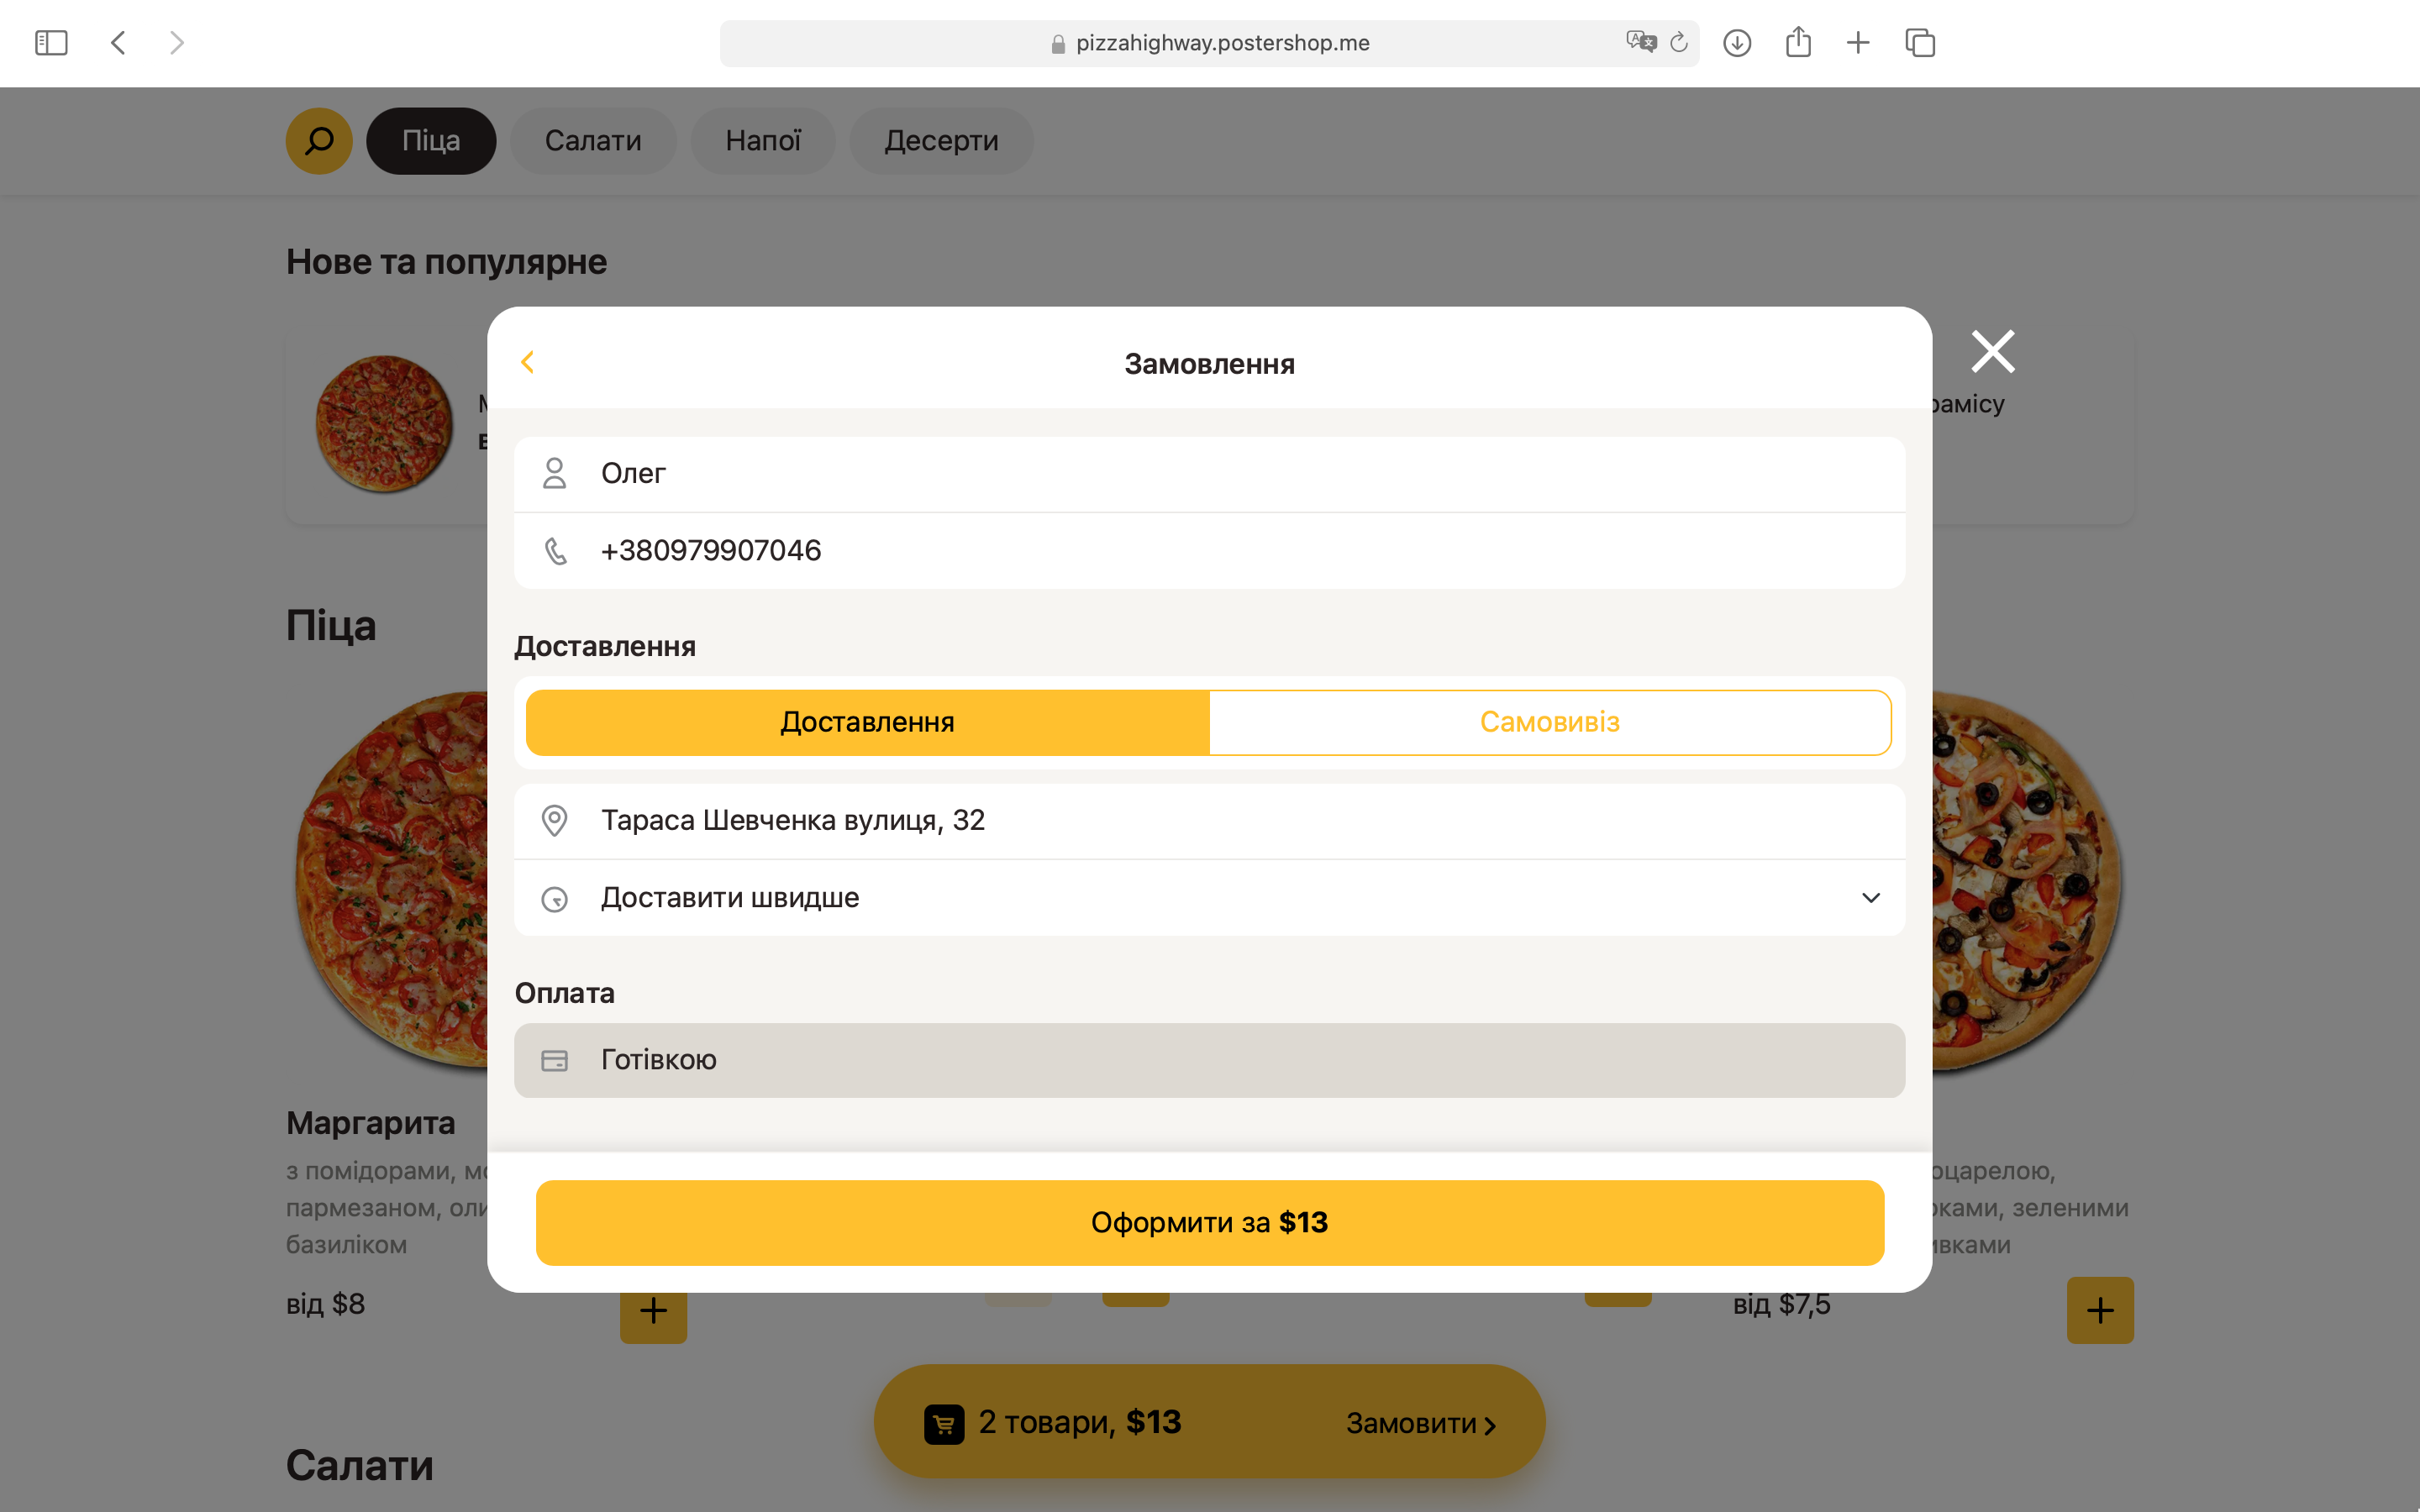 pizzahighway.postershop.me
Піца
Салати
Напої
Десерти
Нове та популярне
рамісу
Піца
Замовлення
Олег
+380979907046
Доставлення
Доставлення
Самовивіз
Тараса Шевченка вулиця, 32
Доставити швидше
Оплата
Готівкою
Оформити за $13
Маргарита
з помідорами, мо
пармезаном, оли
базиліком
від $8
оцарелою,
ками, зеленими
ивками
від $7,5
2 товари, $13
Замовити
Салати